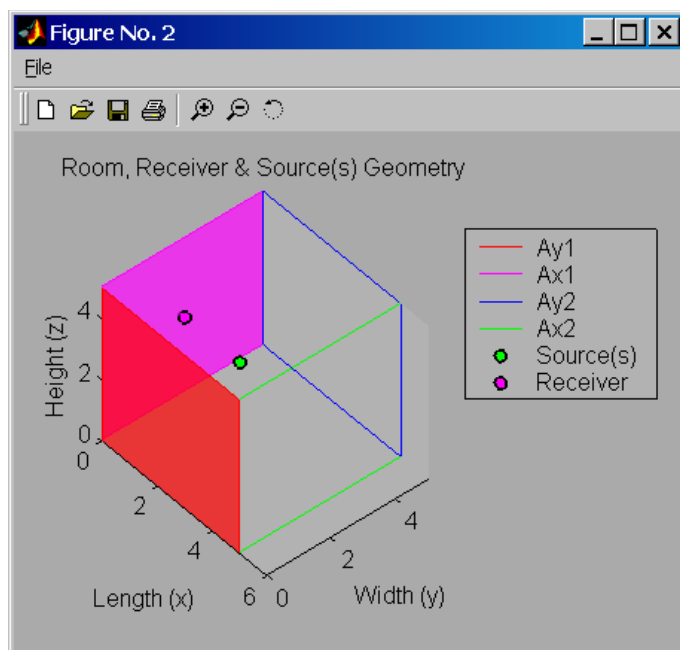 Figure No. 2
File
Room, Receiver & Source(s) Geometry
Ay1
Ax1
Ay2
Ax2
Source(s)
Receiver
Height (z)
4
2
0
0
2
4
6
Length (x)
0
2
4
Width (y)